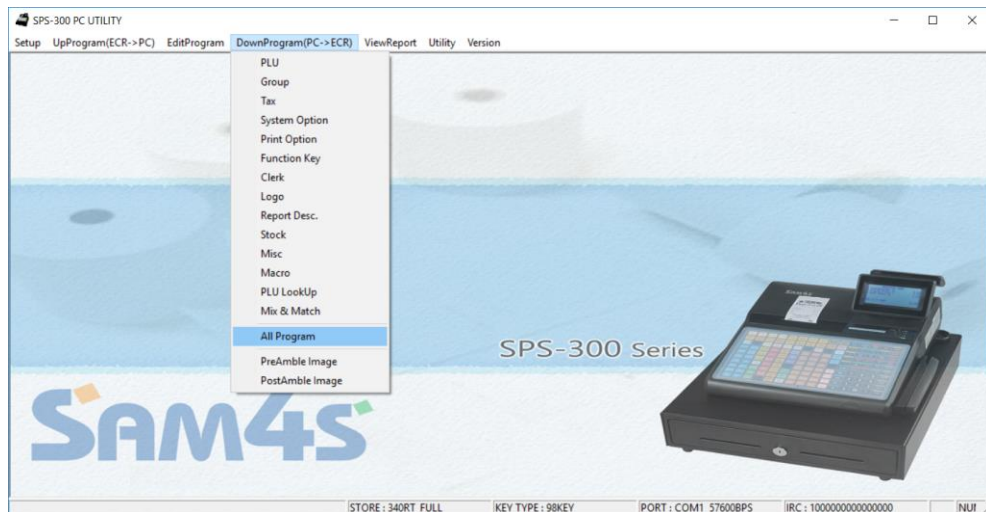 SPS-300 PC UTILITY
Setup UpProgram(ECR->PC) EditProgram DownProgram(PC->ECR) ViewReport Utility Version
PLU
Group
Tax
System Option
Print Option
Function Key
Clerk
Logo
Report Desc.
Stock
Misc
Macro
PLU LookUp
Mix & Match
All Program
PreAmble Image
PostAmble Image
SPS-300 Series
SAM4S
STORE : 340RT FULL KEY TYPE : 98KEY PORT : COM1 57600BPS IRC : 1000000000000000